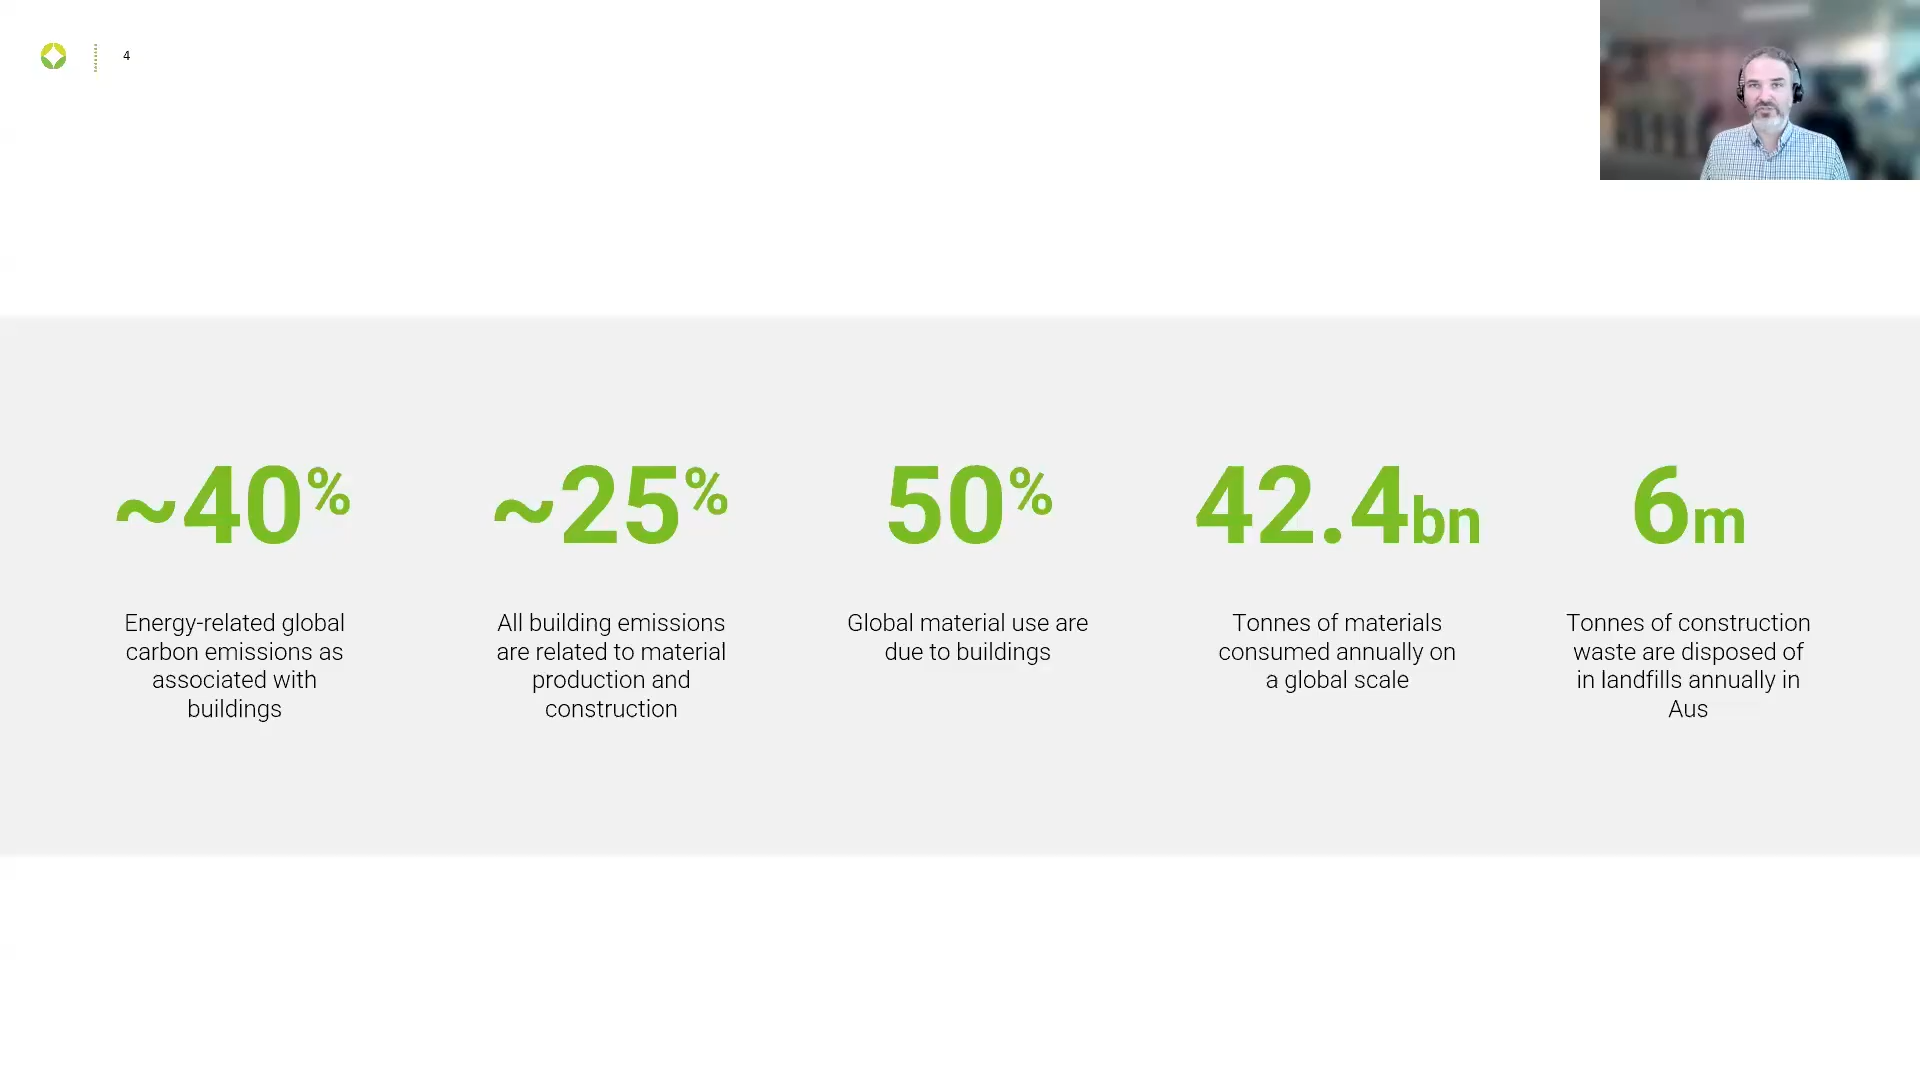 4
~40%
Energy-related global
carbon emissions as
associated with
buildings
~25%
All building emissions
are related to material
production and
construction
50%
Global material use are
due to buildings
42.4bn
Tonnes of materials
consumed annually on
a global scale
6m
Tonnes of construction
waste are disposed of
in landfills annually in
Aus